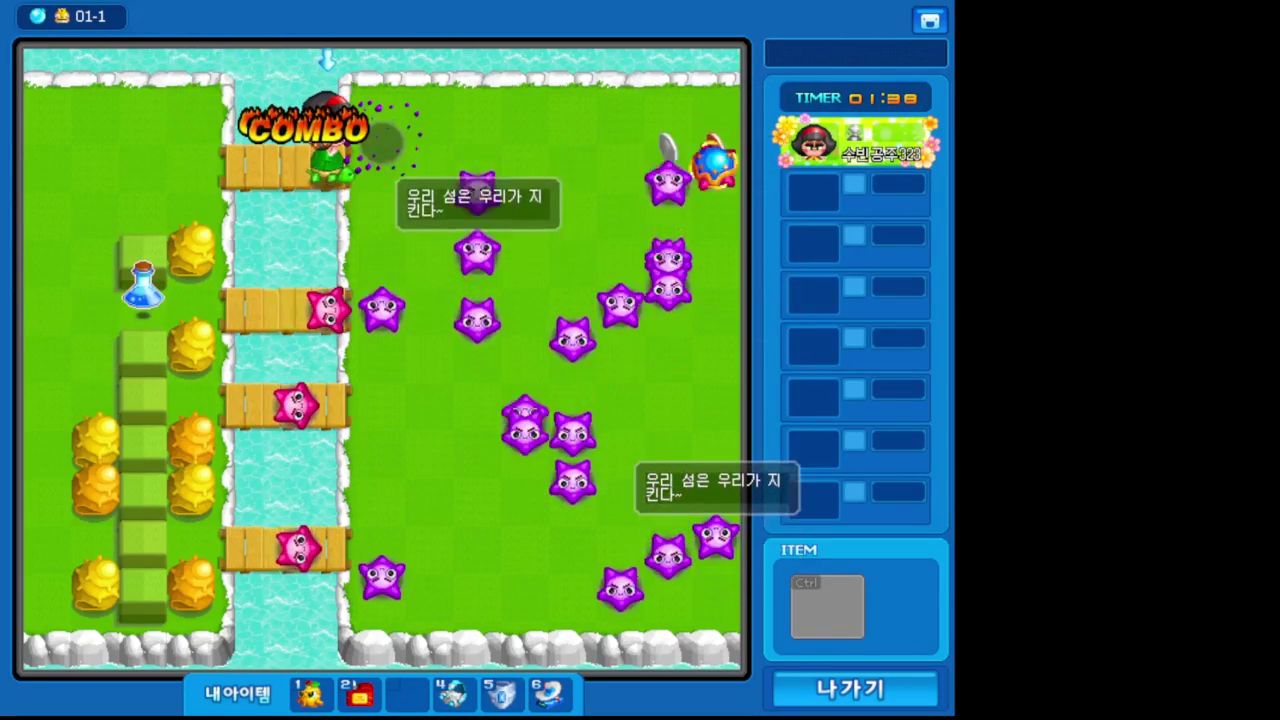 01-1
TIMER 01:38
COMBO
수빈공주023
우리 섬은 우리가 지
킨다~
우리 섬은 우리가 지
킨다~
ITEM
Ctrl
내아이템
1
2
4
5
6
나가기